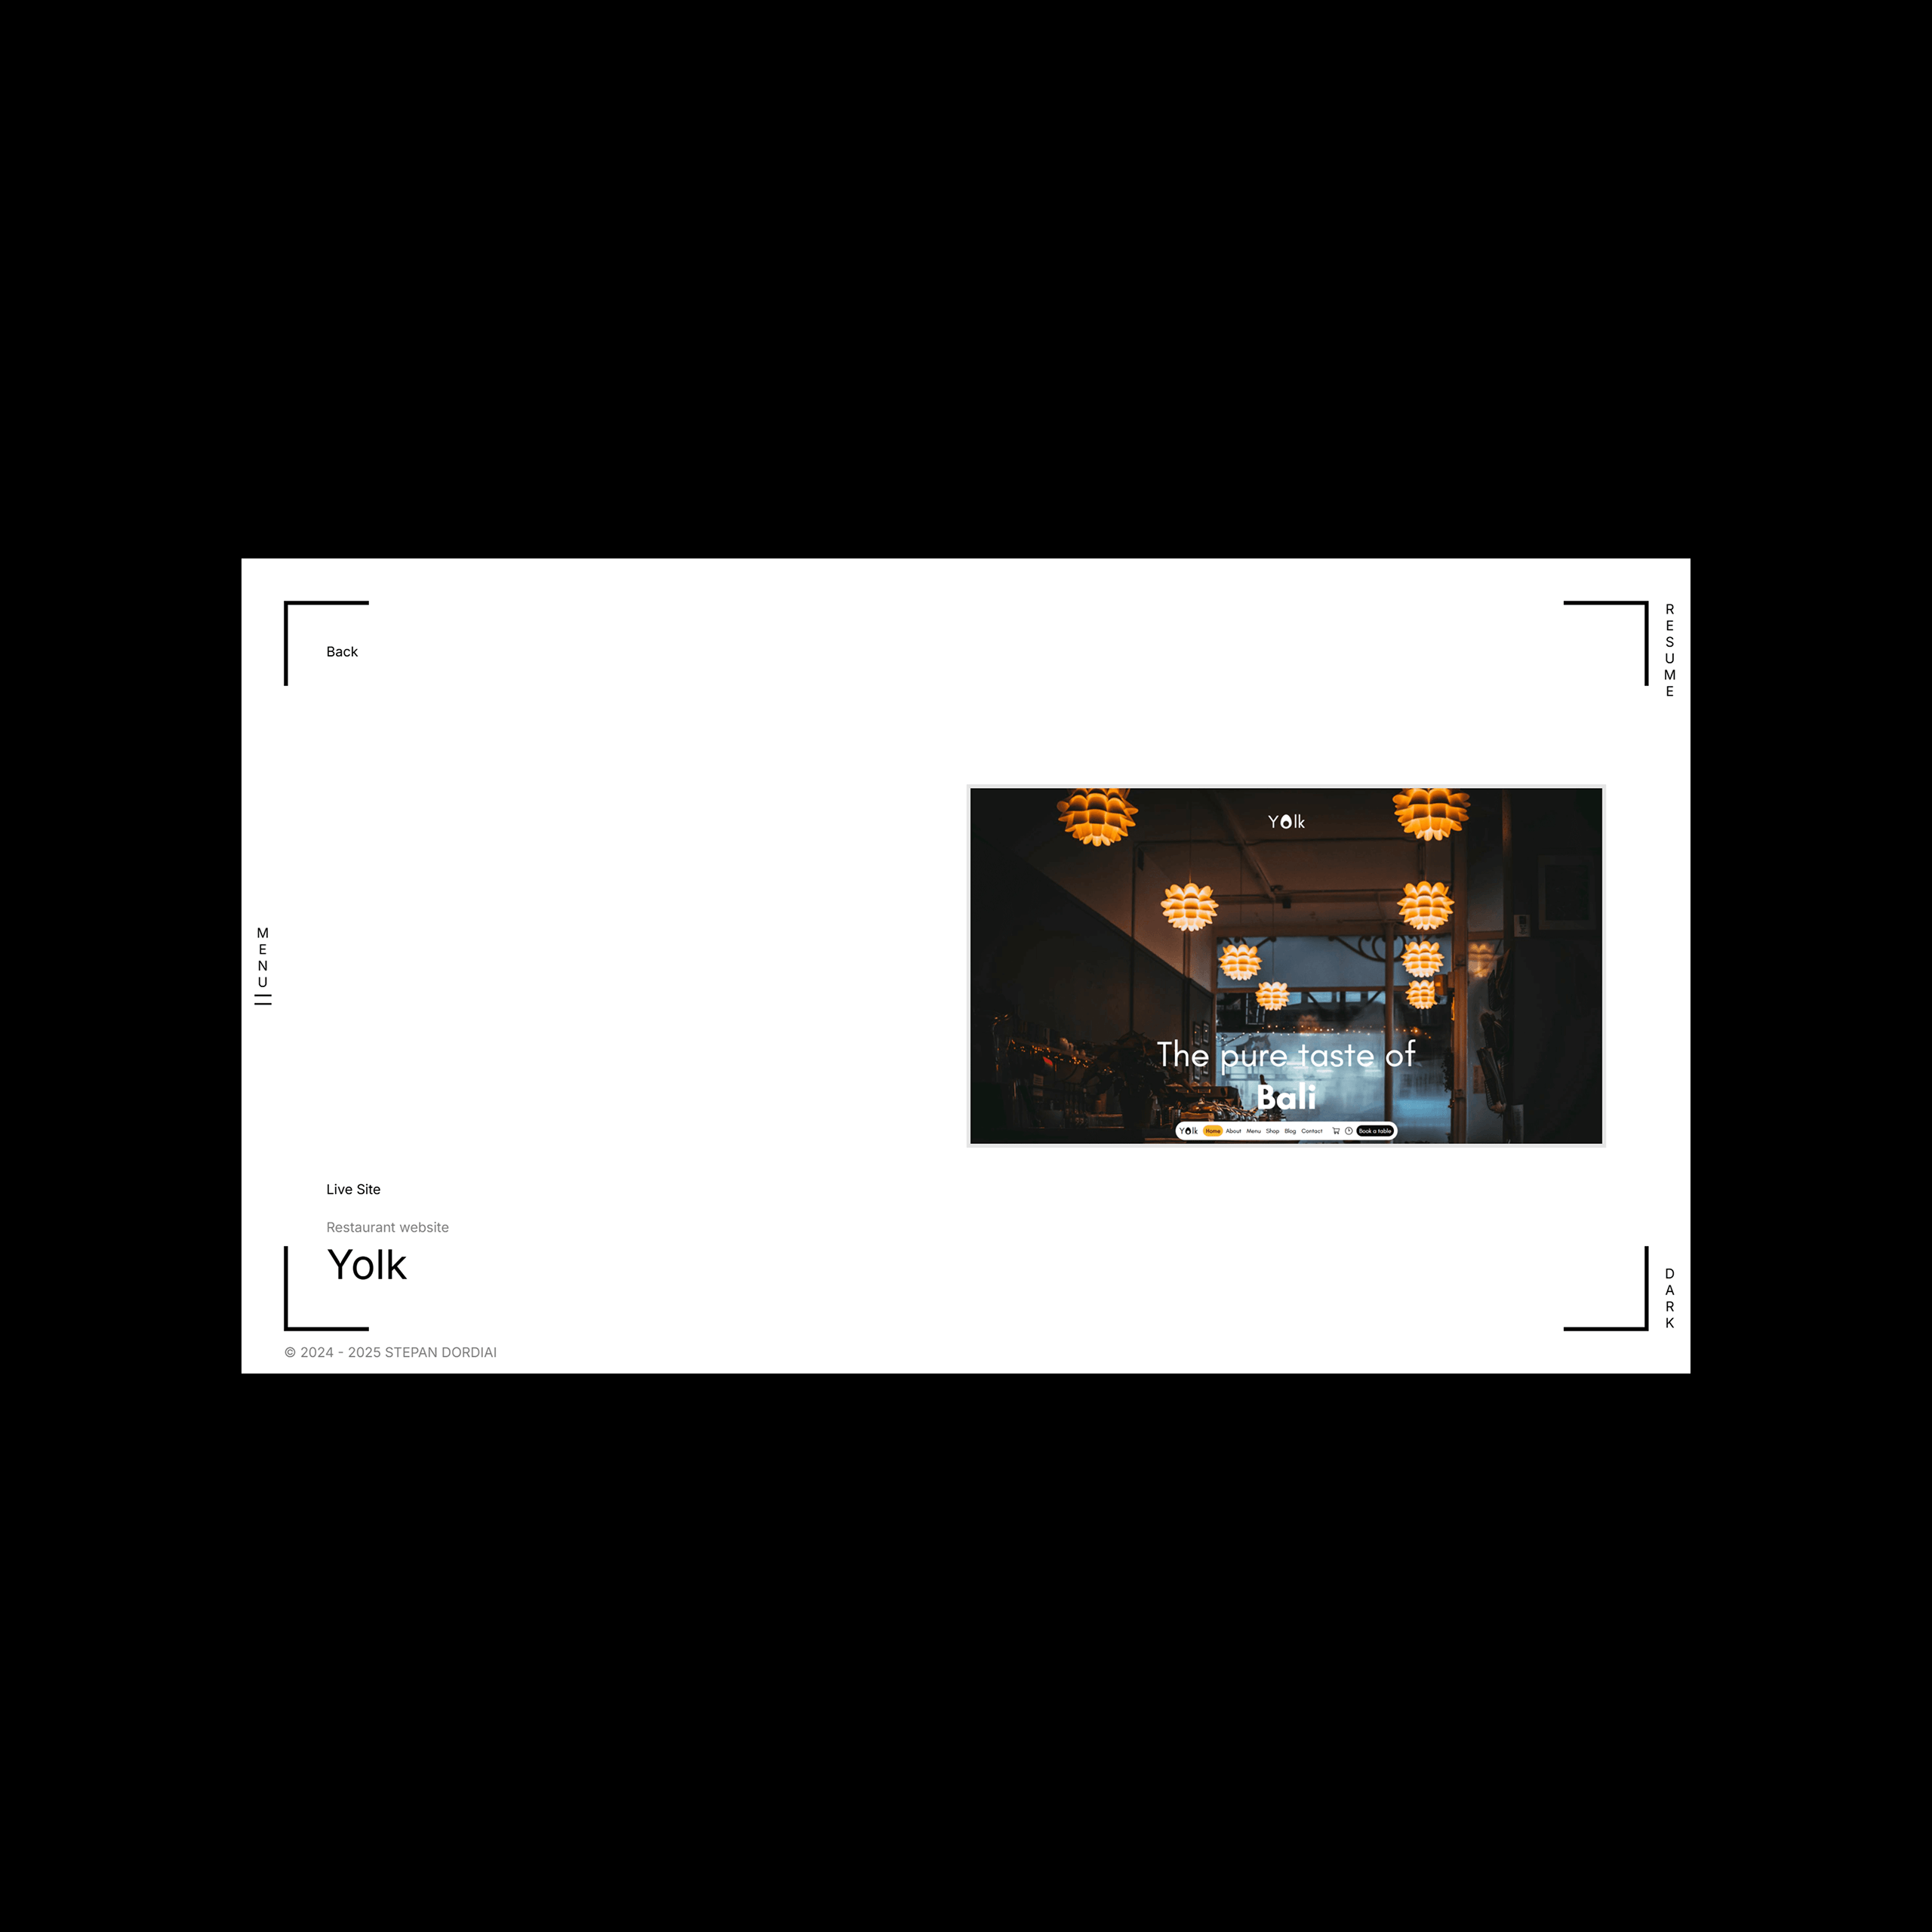 Back
RESUME
MENU
YOlk
The pure taste of
Bali
YOlk Home About Menu Shop Blog Contact Book a table
Live Site
Restaurant website
Yolk
DARK
© 2024 - 2025 STEPAN DORDIAI